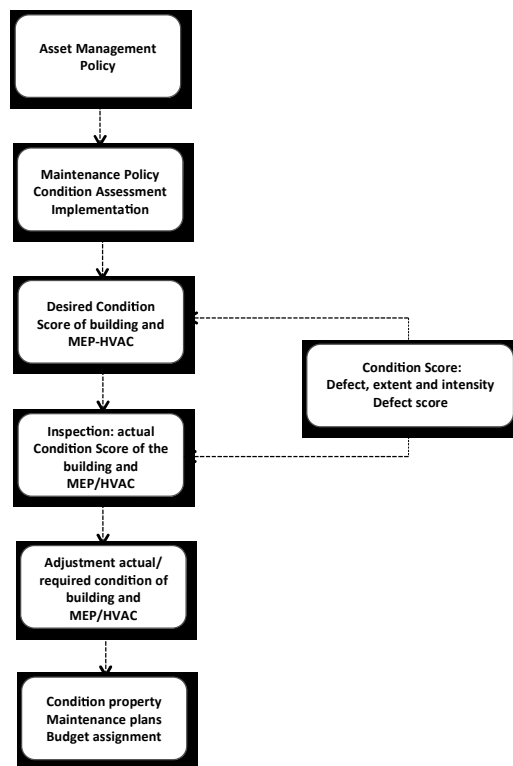 Asset Management
Policy
Maintenance Policy
Condition Assessment
Implementation
Desired Condition
Score of building and
MEP-HVAC
Condition Score:
Defect, extent and intensity
Defect score
Inspection: actual
Condition Score of the
building and
MEP/HVAC
Adjustment actual/
required condition of
building and
MEP/HVAC
Condition property
Maintenance plans
Budget assignment